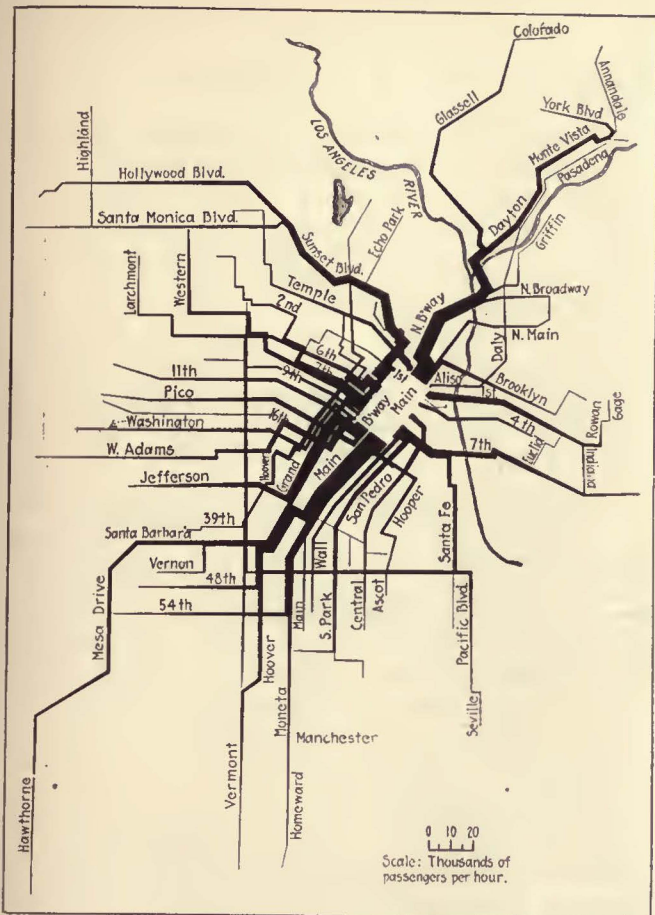 Colorado
Annandale
Glassell
York Blvd
Monte Vista
Pasadena
LOS ANGELES
RIVER
Highland
Hollywood Blvd.
Dayton
Griffin
Santa Monica Blvd.
Echo Park
Sunset Blvd.
Western
Larchmont
Temple
2nd
N. B'way
N. Broadway
N. Main
6th
7th
9th
11th
1st
Daly
Aliso
1st
Brooklyn
Pico
16th
B'way
Main
4th
Rowan
Gage
Washington
W. Adams
Hoover
Grand
Main
7th
Euclid
Indiana
Jefferson
San Pedro
Hooper
39th
Santa Barbara
Vernon
48th
54th
Wall
Main
S. Park
Central
Ascot
Santa Fe
Pacific Blvd.
Mesa Drive
Hoover
Moneta
Seville
Manchester
Vermont
Homeward
Hawthorne
0 10 20
Scale: Thousands of
passengers per hour.